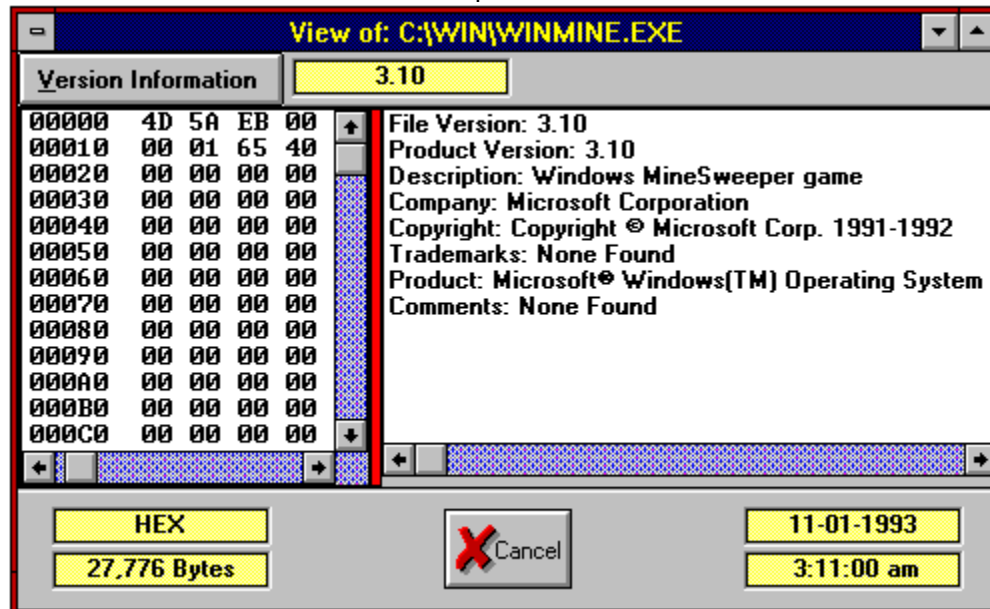 View of: C:\WIN\WINMINE.EXE
Version Information 3.10
00000 4D 5A EB 00
00010 00 01 65 40
00020 00 00 00 00
00030 00 00 00 00
00040 00 00 00 00
00050 00 00 00 00
00060 00 00 00 00
00070 00 00 00 00
00080 00 00 00 00
00090 00 00 00 00
000A0 00 00 00 00
000B0 00 00 00 00
000C0 00 00 00 00
File Version: 3.10
Product Version: 3.10
Description: Windows MineSweeper game
Company: Microsoft Corporation
Copyright: Copyright © Microsoft Corp. 1991-1992
Trademarks: None Found
Product: Microsoft® Windows(TM) Operating System
Comments: None Found
HEX
27,776 Bytes
Cancel
11-01-1993
3:11:00 am